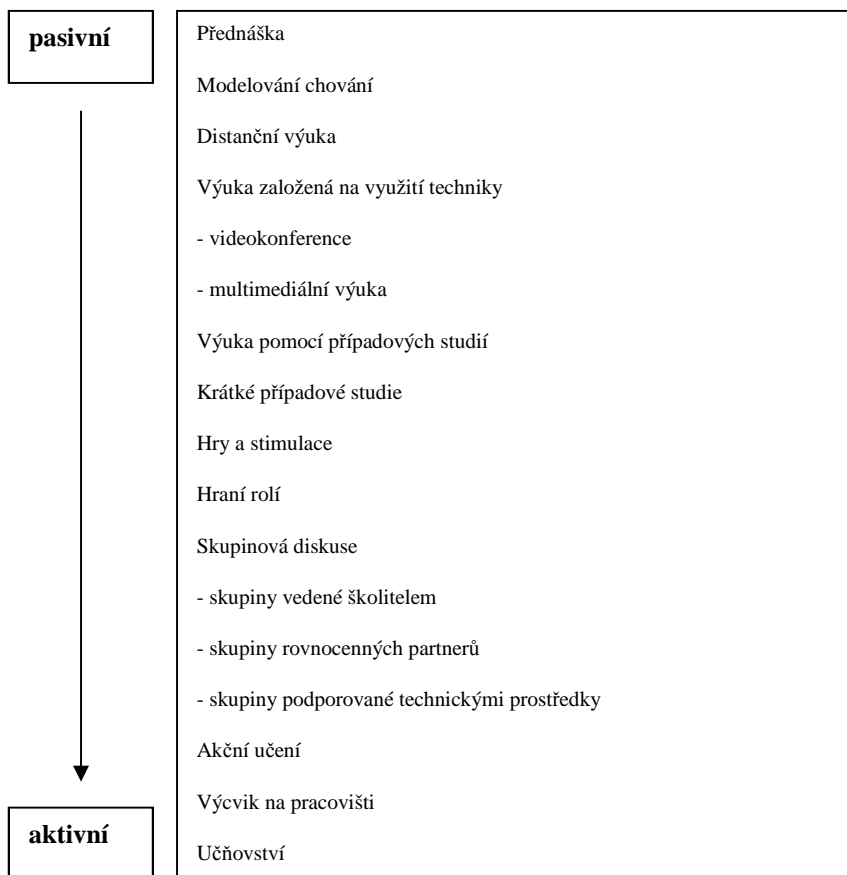 pasivní
Přednáška
Modelování chování
Distanční výuka
Výuka založená na využití techniky
- videokonference
- multimediální výuka
Výuka pomocí případových studií
Krátké případové studie
Hry a stimulace
Hraní rolí
Skupinová diskuse
- skupiny vedené školitelem
- skupiny rovnocenných partnerů
- skupiny podporované technickými prostředky
Akční učení
Výcvik na pracovišti
aktivní
Učňovství